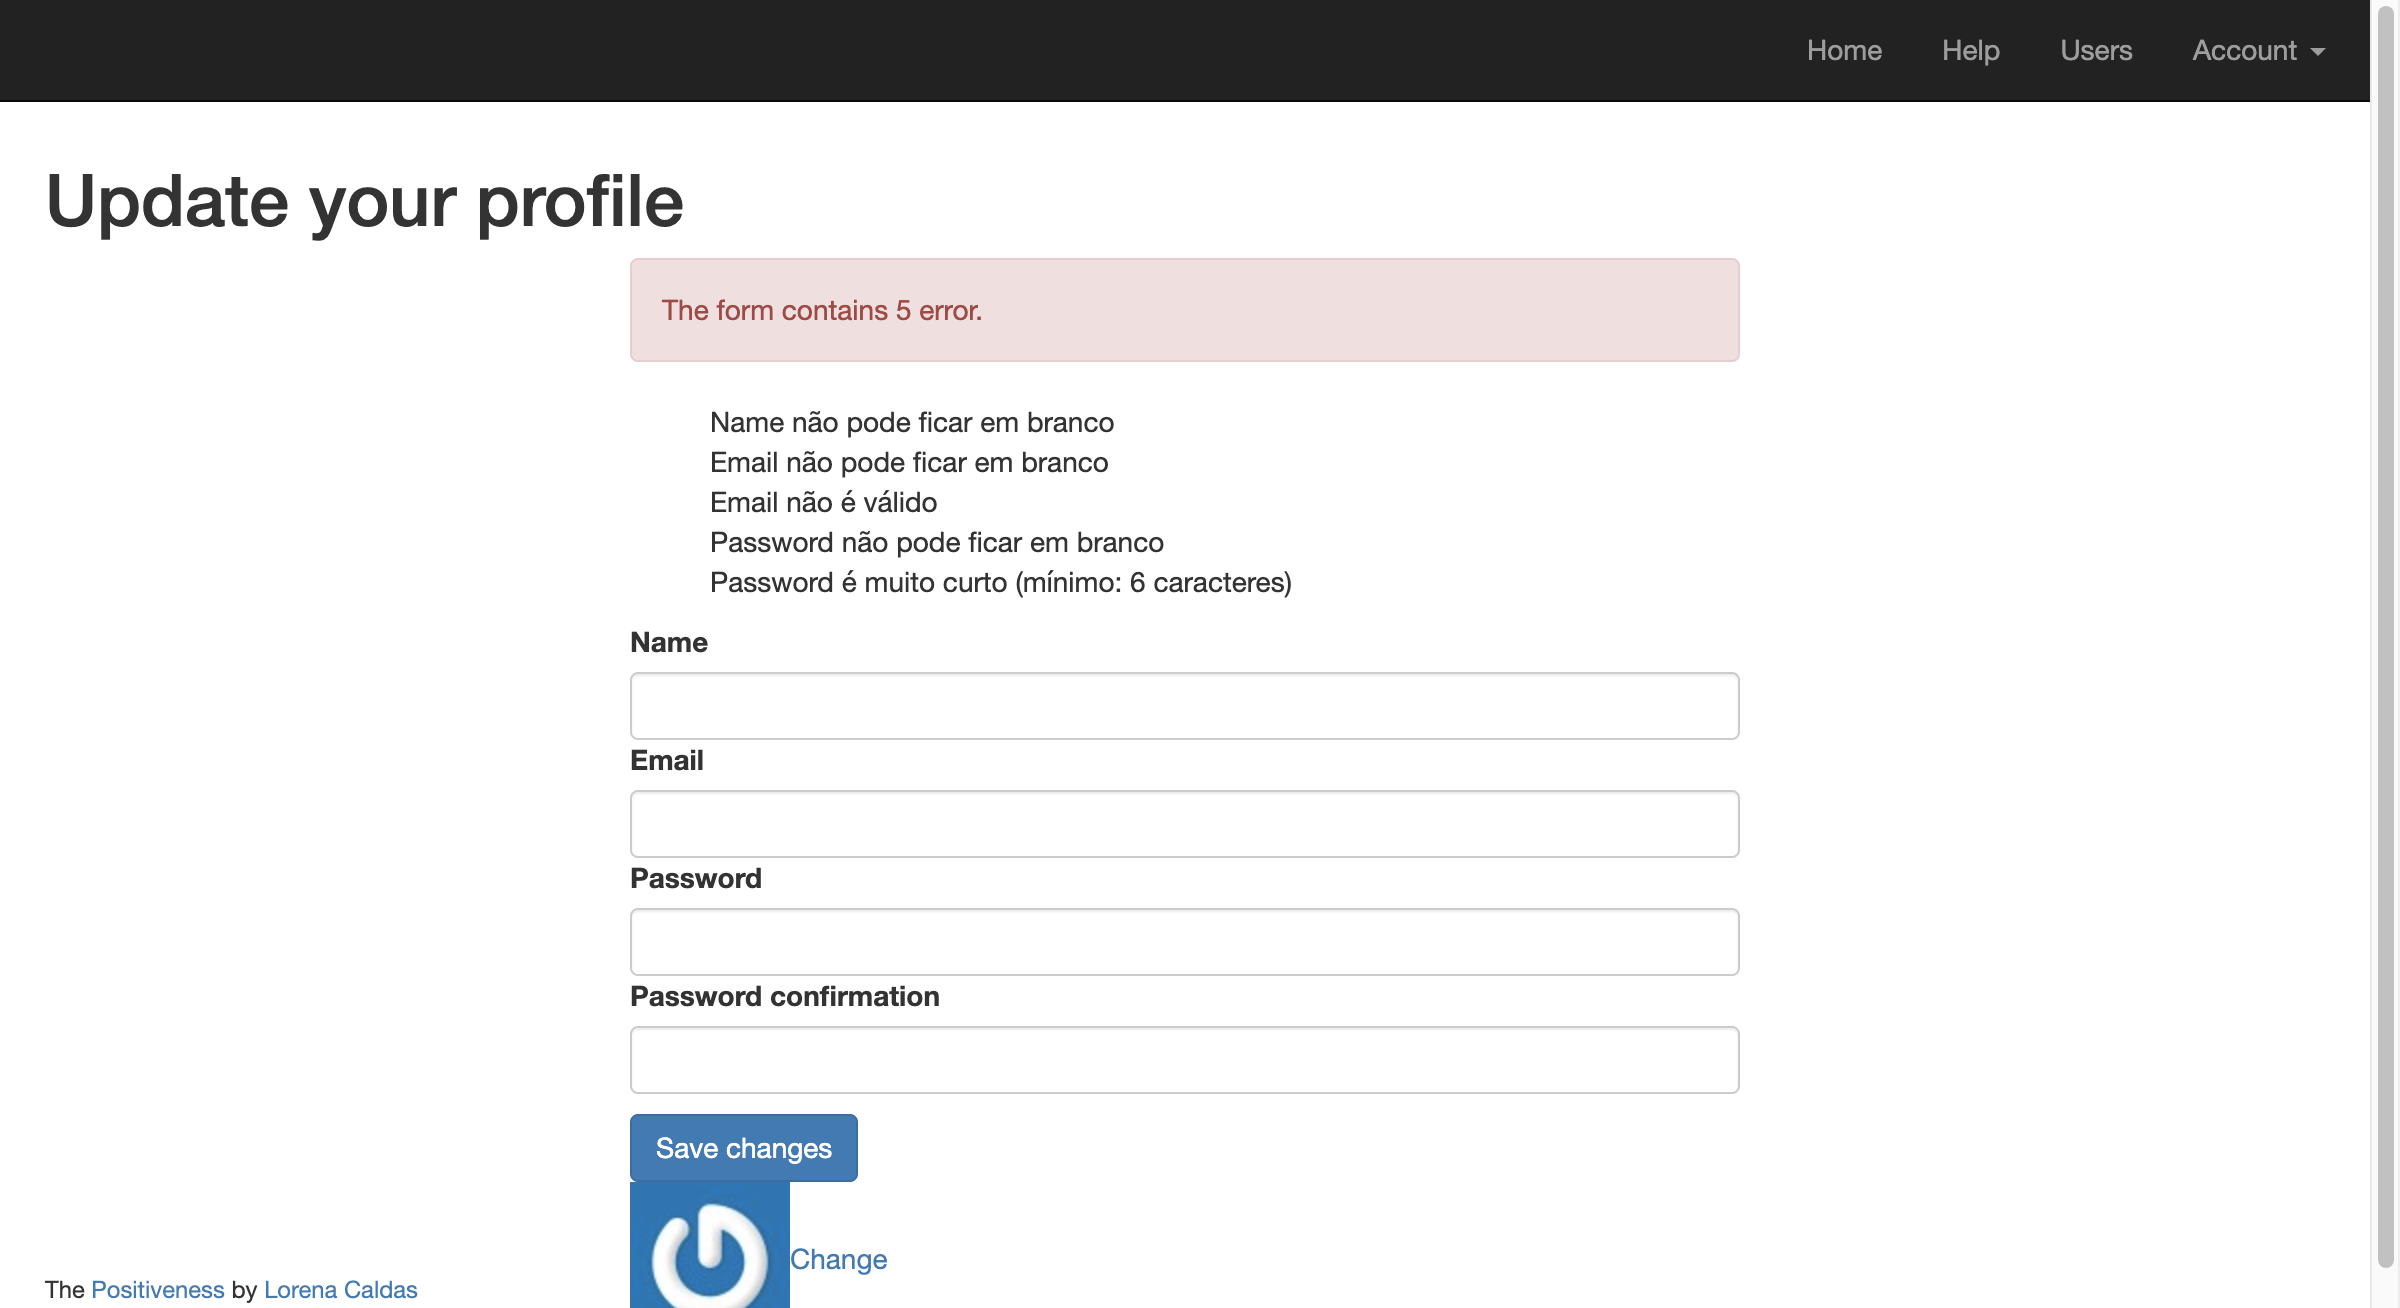 Home Help Users Account
Update your profile
The form contains 5 error.
Name não pode ficar em branco
Email não pode ficar em branco
Email não é válido
Password não pode ficar em branco
Password é muito curto (mínimo: 6 caracteres)
Name
Email
Password
Password confirmation
Save changes
Change
The Positiveness by Lorena Caldas